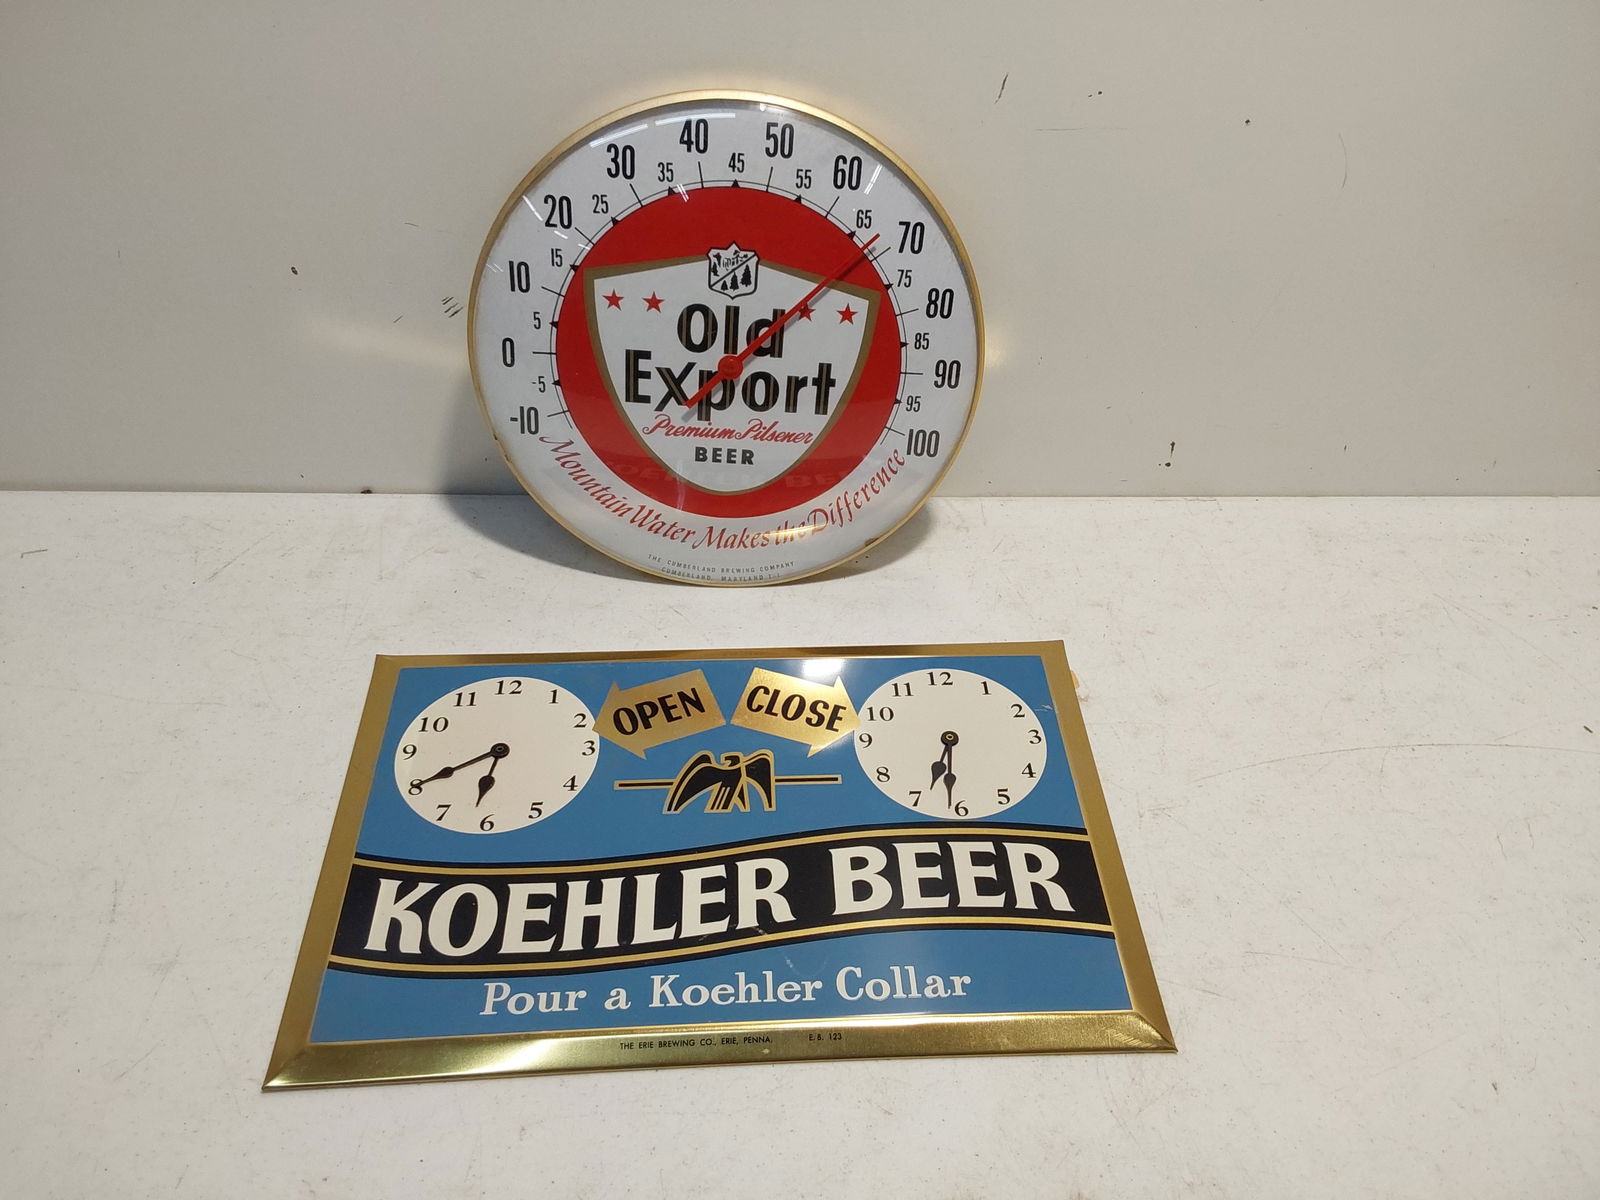 40 50
30 35 45 55 60
20 25 65 70
10 15 75 80
0 5 85 90
-10 -5 95 100
Old
Export
Premium Pilsener
BEER
Mountain Water Makes the Difference
THE CUMBERLAND BREWING COMPANY
CUMBERLAND, MARYLAND
12 1 2 3 4 5 6 7 8 9 10 11
OPEN
CLOSE
12 1 2 3 4 5 6 7 8 9 10 11
KOEHLER BEER
Pour a Koehler Collar
THE ERIE BREWING CO., ERIE, PENNA. E.B. 123